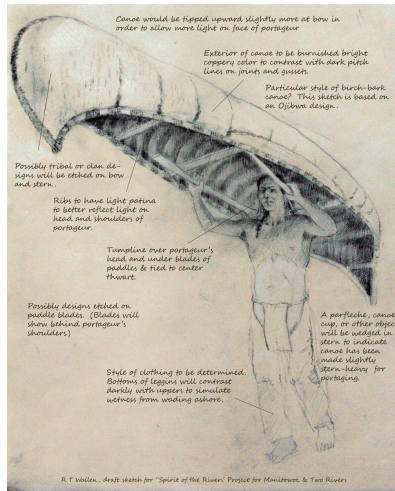 Canoe would be tipped upward slightly more at bow in
order to allow more light on face of portageur
Exterior of canoe to be burnished bright
coppery color to contrast with dark pitch
lines on joints and gussets.
Particular style of birch-bark
canoe? This sketch is based on
an Ojibwa design.
Possibly tribal or clan de-
signs will be etched on bow
and stern.
Ribs to have light patina
to better reflect light on
head and shoulders of
portageur.
Tumpline over portageur's
head and under blades of
paddles & tied to center
thwart.
Possibly designs etched on
paddle blades. (Blades will
show behind portageur's
shoulders)
A parfleche, canoe
cup, or other objec
will be wedged in
stern to indicate
canoe has been
made slightly
stern-heavy for
portaging.
Style of clothing to be determined.
Bottoms of leggins will contrast
darkly with uppers to simulate
wetness from wading ashore.
R T Wallen, draft sketch for "Spirit of the Rivers' Project for Manitowoc & Two Rivers